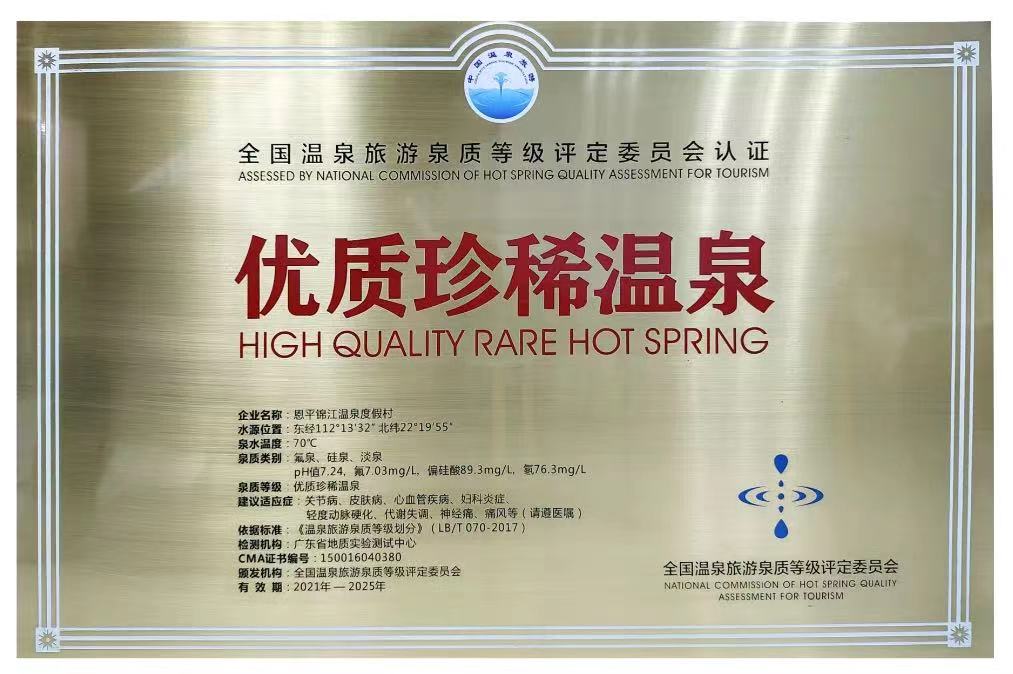 中国温泉旅游
全国温泉旅游泉质等级评定委员会认证
ASSESSED BY NATIONAL COMMISSION OF HOT SPRING QUALITY ASSESSMENT FOR TOURISM
优质珍稀温泉
HIGH QUALITY RARE HOT SPRING
企业名称：恩平锦江温泉度假村
水源位置：东经112°13'32" 北纬22°19'55"
泉水温度：70℃
泉质类别：氟泉、硅泉、淡泉
pH值7.24，氟7.03mg/L，偏硅酸89.3mg/L，氡76.3mg/L
泉质等级：优质珍稀温泉
建议适应症：关节病、皮肤病、心血管疾病、妇科炎症、
轻度动脉硬化、代谢失调、神经痛、痛风等（请遵医嘱）
依据标准：《温泉旅游泉质等级划分》（LB/T 070-2017）
检测机构：广东省地质实验测试中心
CMA证书编号：150016040380
颁发机构：全国温泉旅游泉质等级评定委员会
有 效 期：2021年 — 2025年
全国温泉旅游泉质等级评定委员会
NATIONAL COMMISSION OF HOT SPRING QUALITY
ASSESSMENT FOR TOURISM